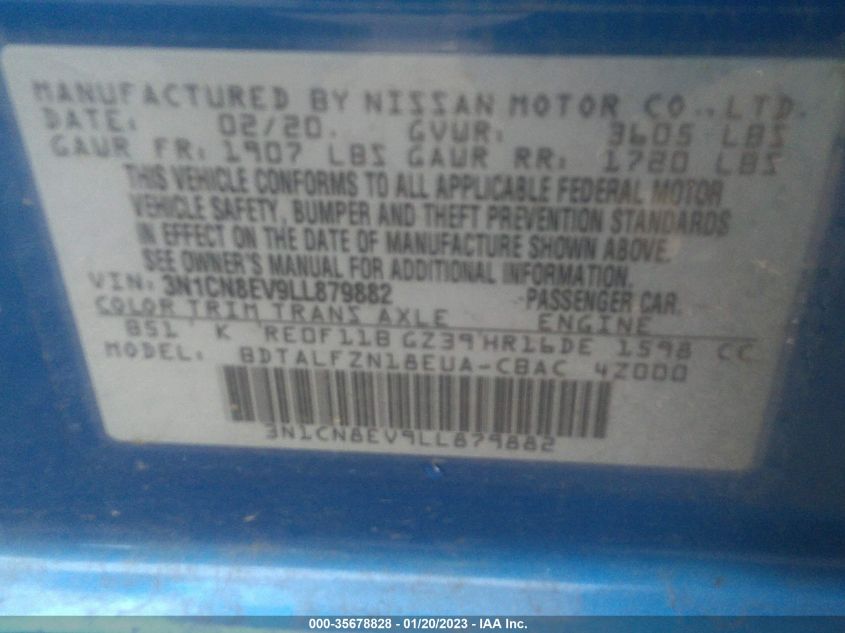 MANUFACTURED BY NISSAN MOTOR CO., LTD.
DATE: 02/20 GVWR: 3605 LBS
GAWR FR: 1907 LBS GAWR RR: 1720 LBS
THIS VEHICLE CONFORMS TO ALL APPLICABLE FEDERAL MOTOR
VEHICLE SAFETY, BUMPER AND THEFT PREVENTION STANDARDS
IN EFFECT ON THE DATE OF MANUFACTURE SHOWN ABOVE.
SEE OWNER'S MANUAL FOR ADDITIONAL INFORMATION.
VIN: 3N1CN8EV9LL879882 PASSENGER CAR.
COLOR TRIM TRANS AXLE ENGINE
B51 K RE0F11B GZ39 HR16DE 1598 CC
MODEL: BDTALFZN18EUA-CBAC 4Z000
3N1CN8EV9LL879882
000-35678828 - 01/20/2023 - IAA Inc.